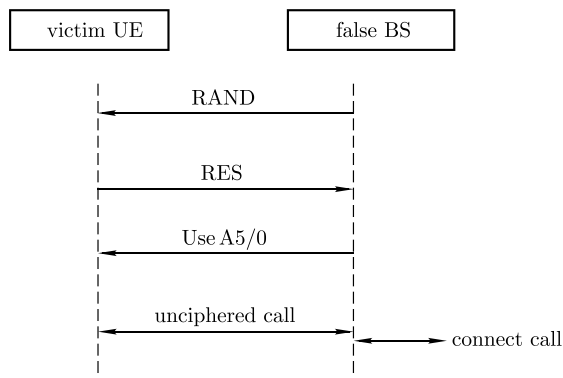 victim UE
false BS
RAND
RES
Use A5/0
unciphered call
connect call